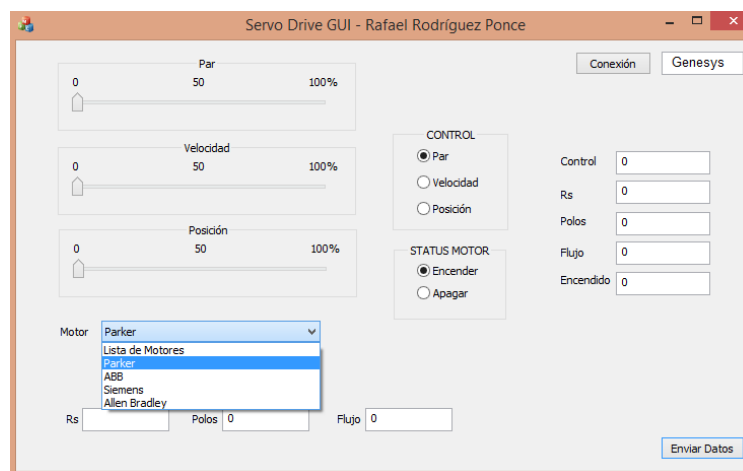 Servo Drive GUI - Rafael Rodríguez Ponce
Conexión
Genesys
Par
0 50 100%
Velocidad
0 50 100%
Posición
0 50 100%
CONTROL
Par
Velocidad
Posición
STATUS MOTOR
Encender
Apagar
Control 0
Rs 0
Polos 0
Flujo 0
Encendido 0
Motor Parker
Lista de Motores
Parker
ABB
Siemens
Allen Bradley
Rs Polos 0 Flujo 0
Enviar Datos